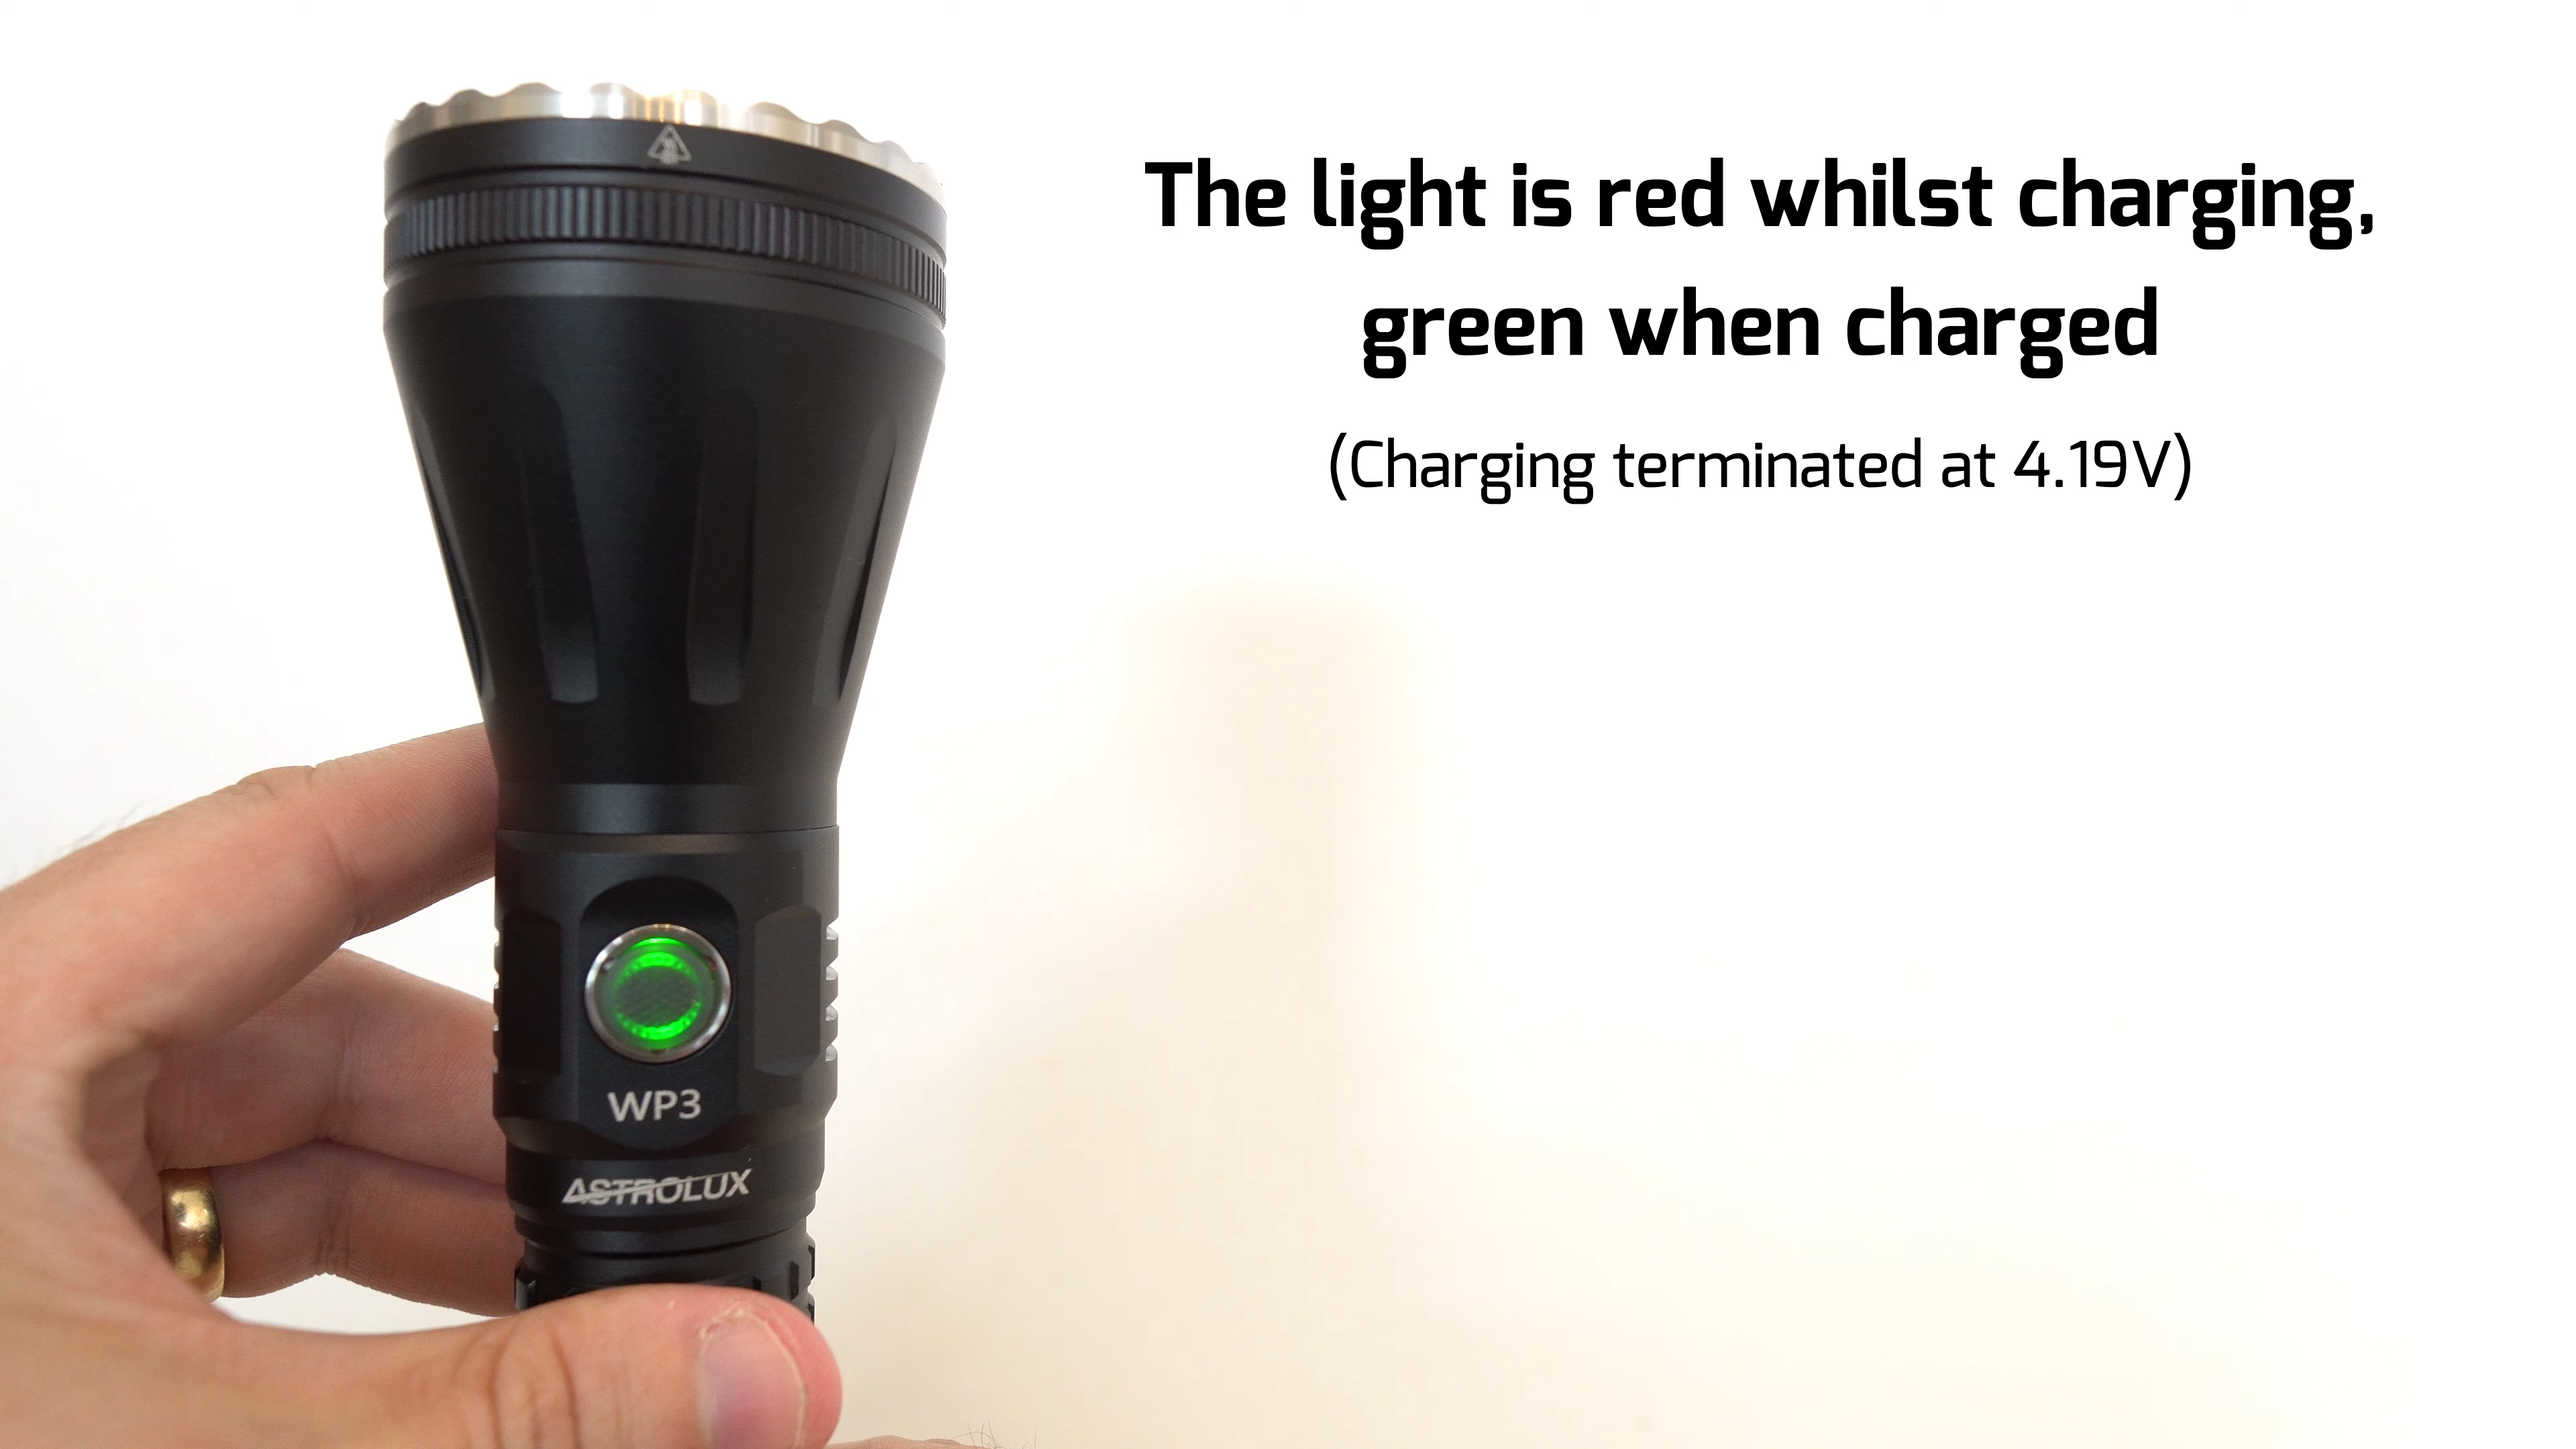 The light is red whilst charging,
green when charged
(Charging terminated at 4.19V)
WP3
ASTROLUX